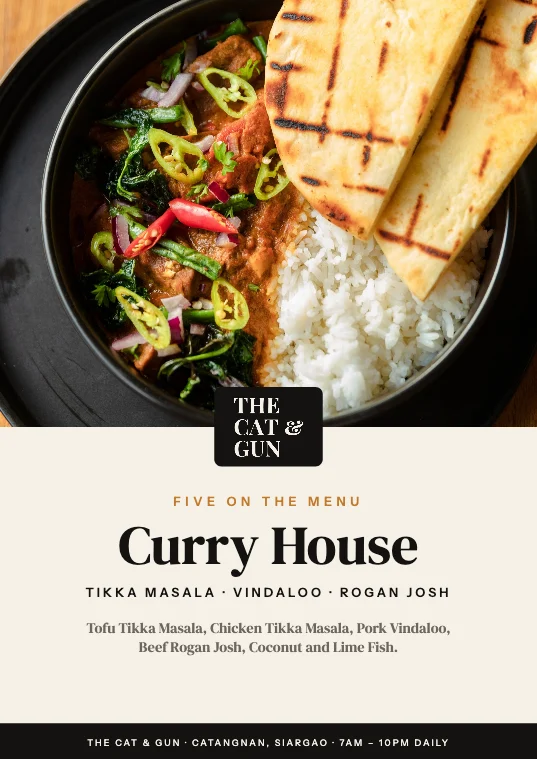 THE
CAT &
GUN
FIVE ON THE MENU
Curry House
TIKKA MASALA · VINDALOO · ROGAN JOSH
Tofu Tikka Masala, Chicken Tikka Masala, Pork Vindaloo,
Beef Rogan Josh, Coconut and Lime Fish.
THE CAT & GUN · CATANGNAN, SIARGAO · 7AM – 10PM DAILY